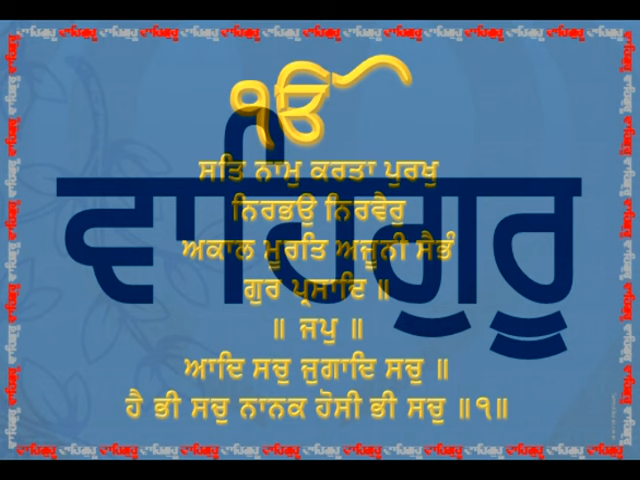 ੴ
ਸਤਿ ਨਾਮੁ ਕਰਤਾ ਪੁਰਖੁ
ਨਿਰਭਉ ਨਿਰਵੈਰੁ
ਅਕਾਲ ਮੂਰਤਿ ਅਜੂਨੀ ਸੈਭੰ
ਗੁਰ ਪ੍ਰਸਾਦਿ ॥
॥ ਜਪੁ ॥
ਆਦਿ ਸਚੁ ਜੁਗਾਦਿ ਸਚੁ ॥
ਹੈ ਭੀ ਸਚੁ ਨਾਨਕ ਹੋਸੀ ਭੀ ਸਚੁ ॥੧॥
ਵਾਹਿਗੁਰੂ